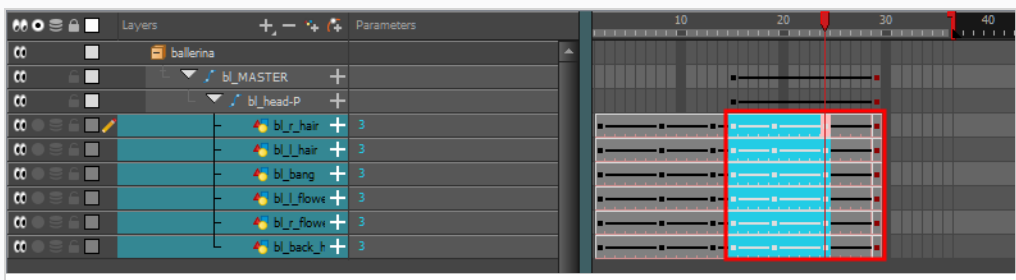 Layers Parameters 10 20 30 40
ballerina
bl_MASTER
bl_head-P
bl_r_hair 3
bl_l_hair 3
bl_bang 3
bl_l_flowe 3
bl_r_flowe 3
bl_back_h 3